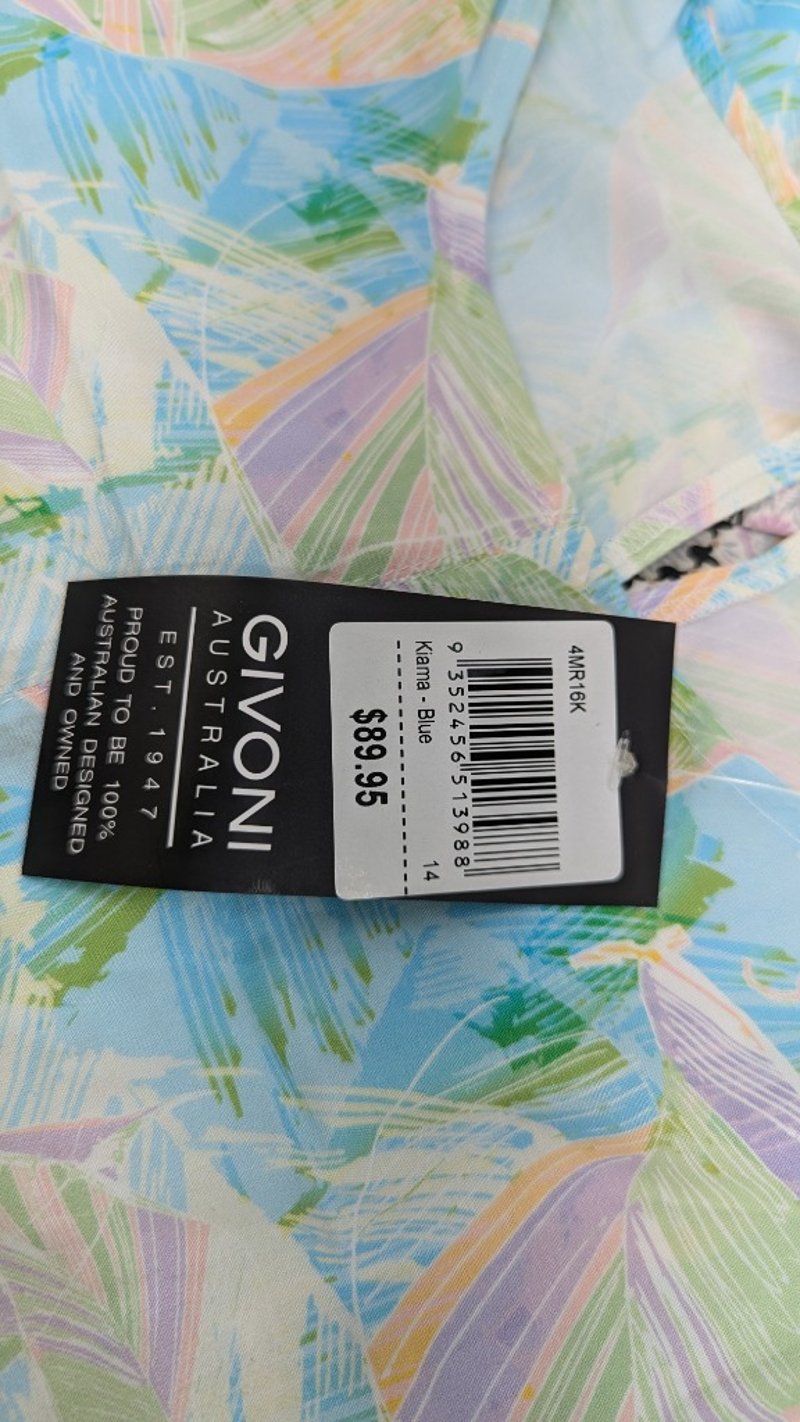 GIVONI
AUSTRALIA
EST. 1947
PROUD TO BE 100%
AUSTRALIAN DESIGNED
AND OWNED
4MR16K
9 352456 513988
Kiama - Blue 14
$89.95